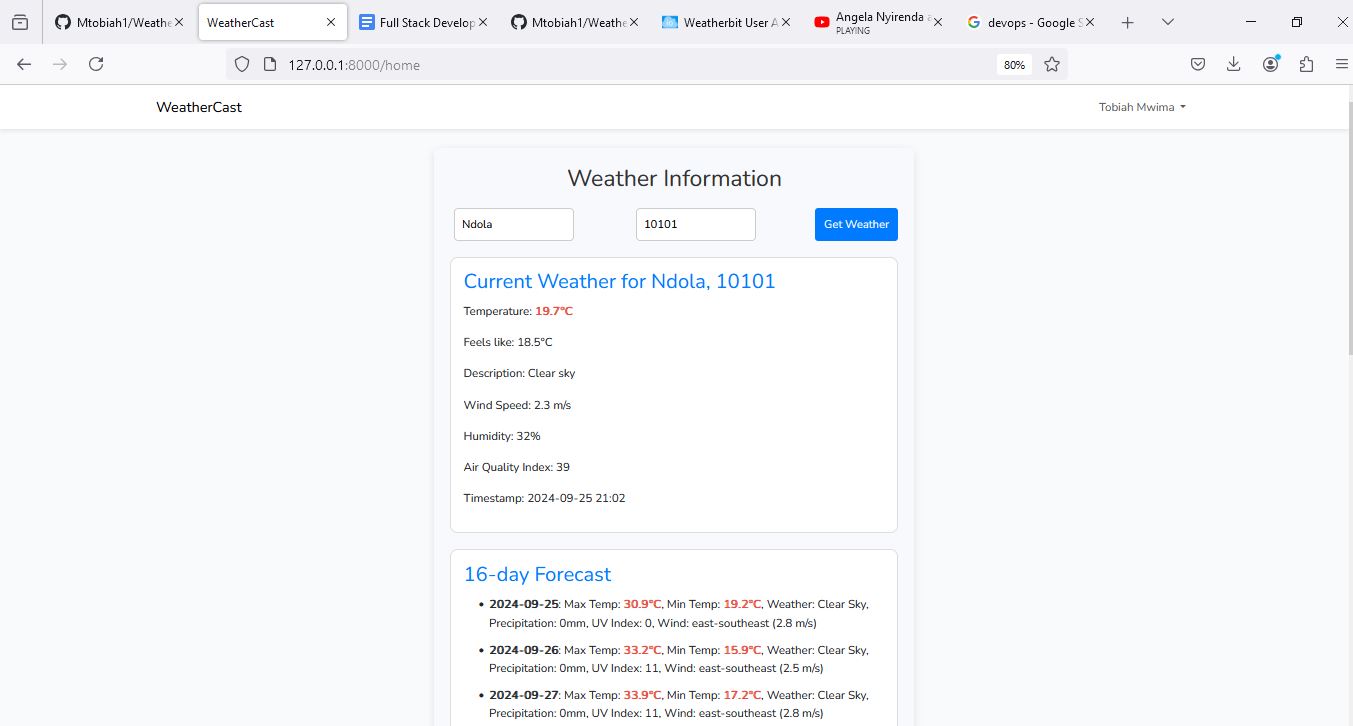 Mtobiah1/Weathe
WeatherCast
Full Stack Develop
Mtobiah1/Weathe
Weatherbit User A
Angela Nyirenda a
PLAYING
devops - Google S
127.0.0.1:8000/home
80%
WeatherCast
Tobiah Mwima
Weather Information
Ndola
10101
Get Weather
Current Weather for Ndola, 10101
Temperature: 19.7°C
Feels like: 18.5°C
Description: Clear sky
Wind Speed: 2.3 m/s
Humidity: 32%
Air Quality Index: 39
Timestamp: 2024-09-25 21:02
16-day Forecast
• 2024-09-25: Max Temp: 30.9°C, Min Temp: 19.2°C, Weather: Clear Sky,
Precipitation: 0mm, UV Index: 0, Wind: east-southeast (2.8 m/s)
• 2024-09-26: Max Temp: 33.2°C, Min Temp: 15.9°C, Weather: Clear Sky,
Precipitation: 0mm, UV Index: 11, Wind: east-southeast (2.5 m/s)
• 2024-09-27: Max Temp: 33.9°C, Min Temp: 17.2°C, Weather: Clear Sky,
Precipitation: 0mm, UV Index: 11, Wind: east-southeast (2.8 m/s)